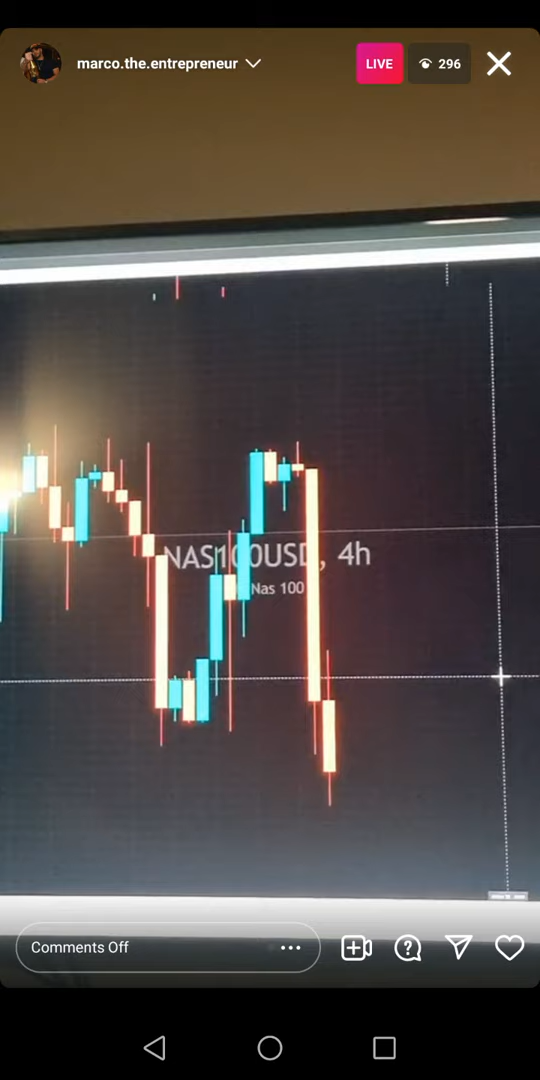 marco.the.entrepreneur
LIVE
296
NAS100USD, 4h
Nas 100
Comments Off